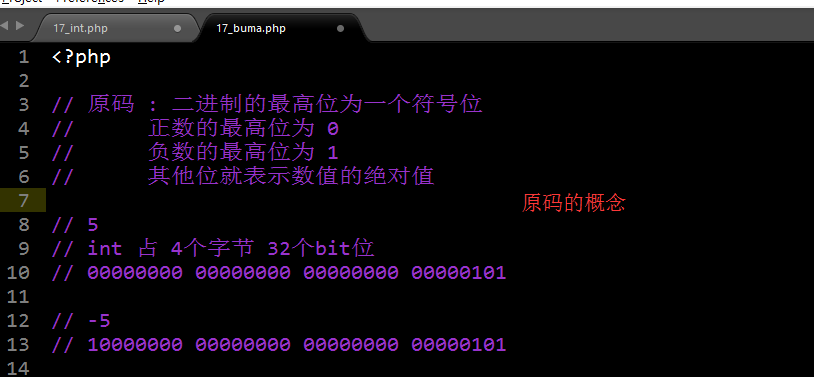 Project Preferences Help
17_int.php
17_buma.php
1 <?php
2
3 // 原码 : 二进制的最高位为一个符号位
4 //      正数的最高位为 0
5 //      负数的最高位为 1
6 //      其他位就表示数值的绝对值
7 原码的概念
8 // 5
9 // int 占 4个字节 32个bit位
10 // 00000000 00000000 00000000 00000101
11
12 // -5
13 // 10000000 00000000 00000000 00000101
14